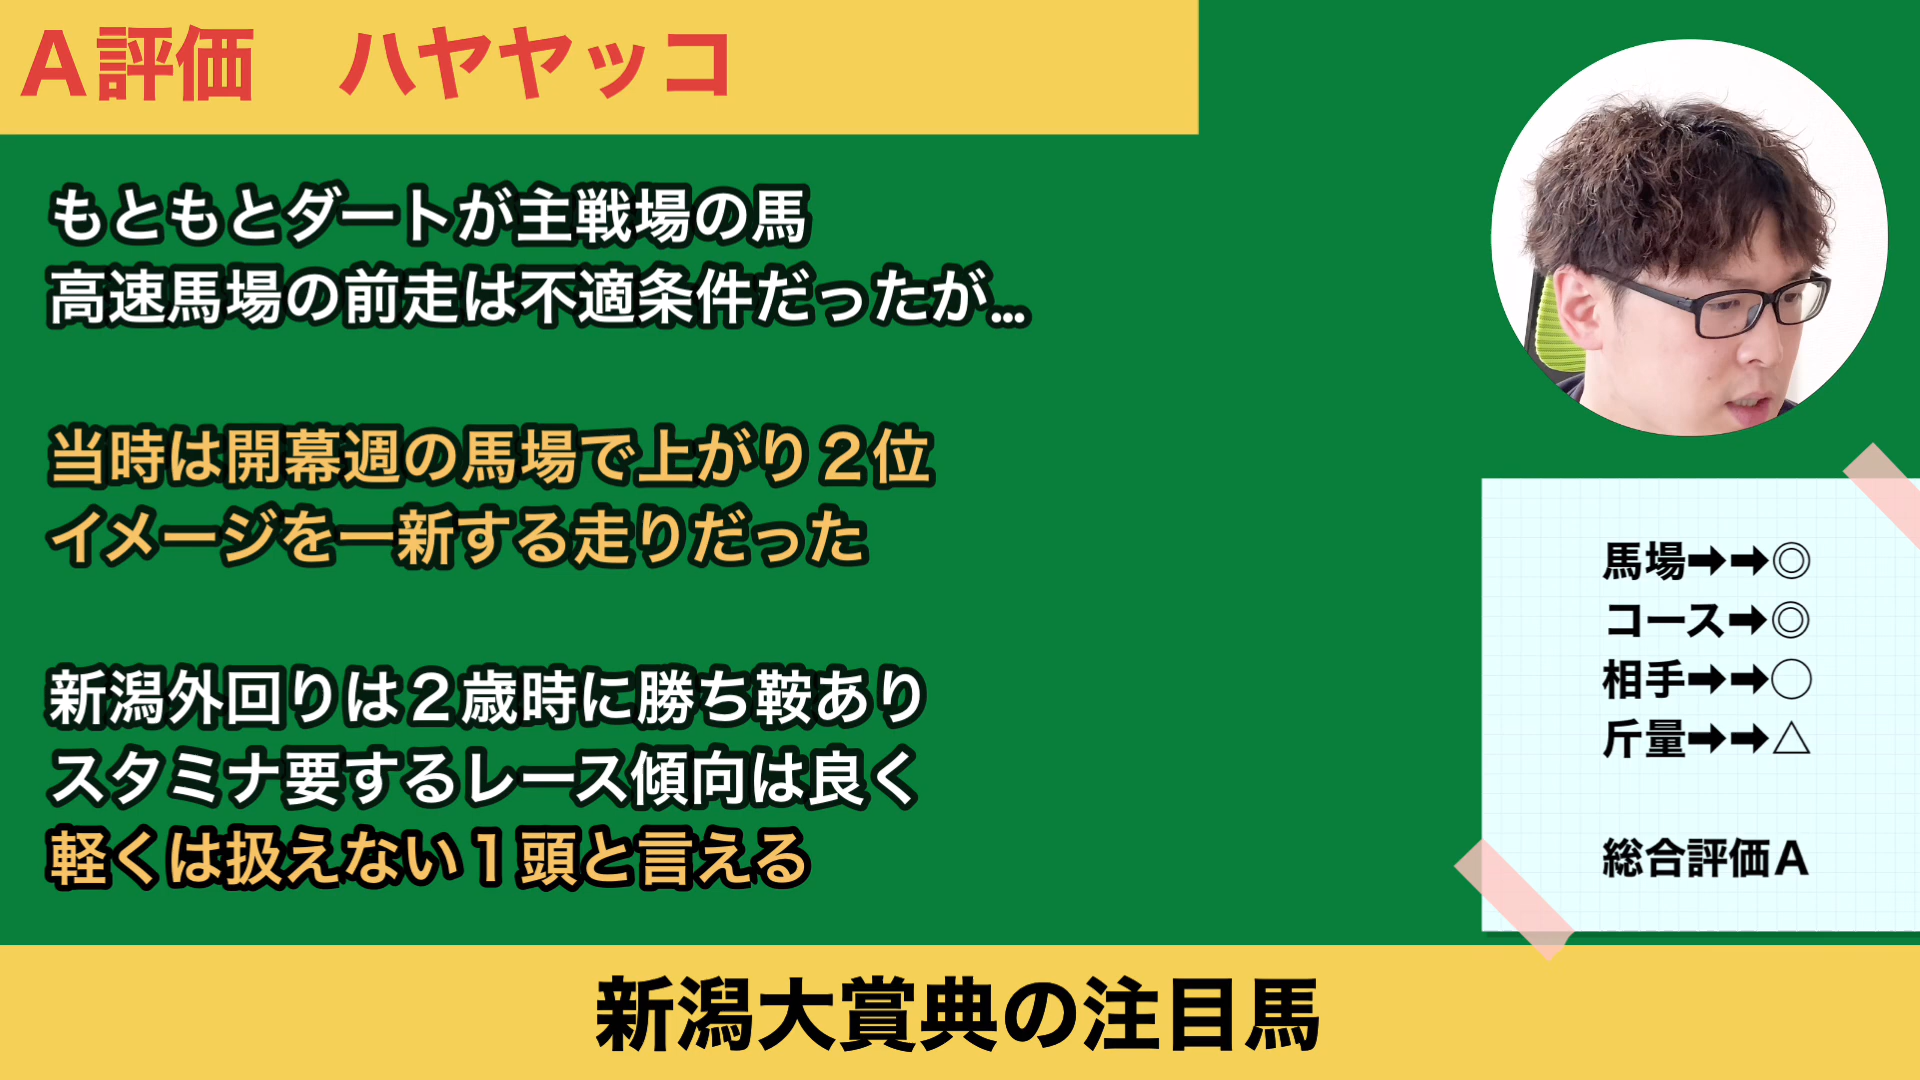 A評価　ハヤヤッコ
もともとダートが主戦場の馬
高速馬場の前走は不適条件だったが…
当時は開幕週の馬場で上がり２位
イメージを一新する走りだった
新潟外回りは２歳時に勝ち鞍あり
スタミナ要するレース傾向は良く
軽くは扱えない１頭と言える
馬場➡➡◎
コース➡◎
相手➡➡◯
斤量➡➡△
総合評価A
新潟大賞典の注目馬